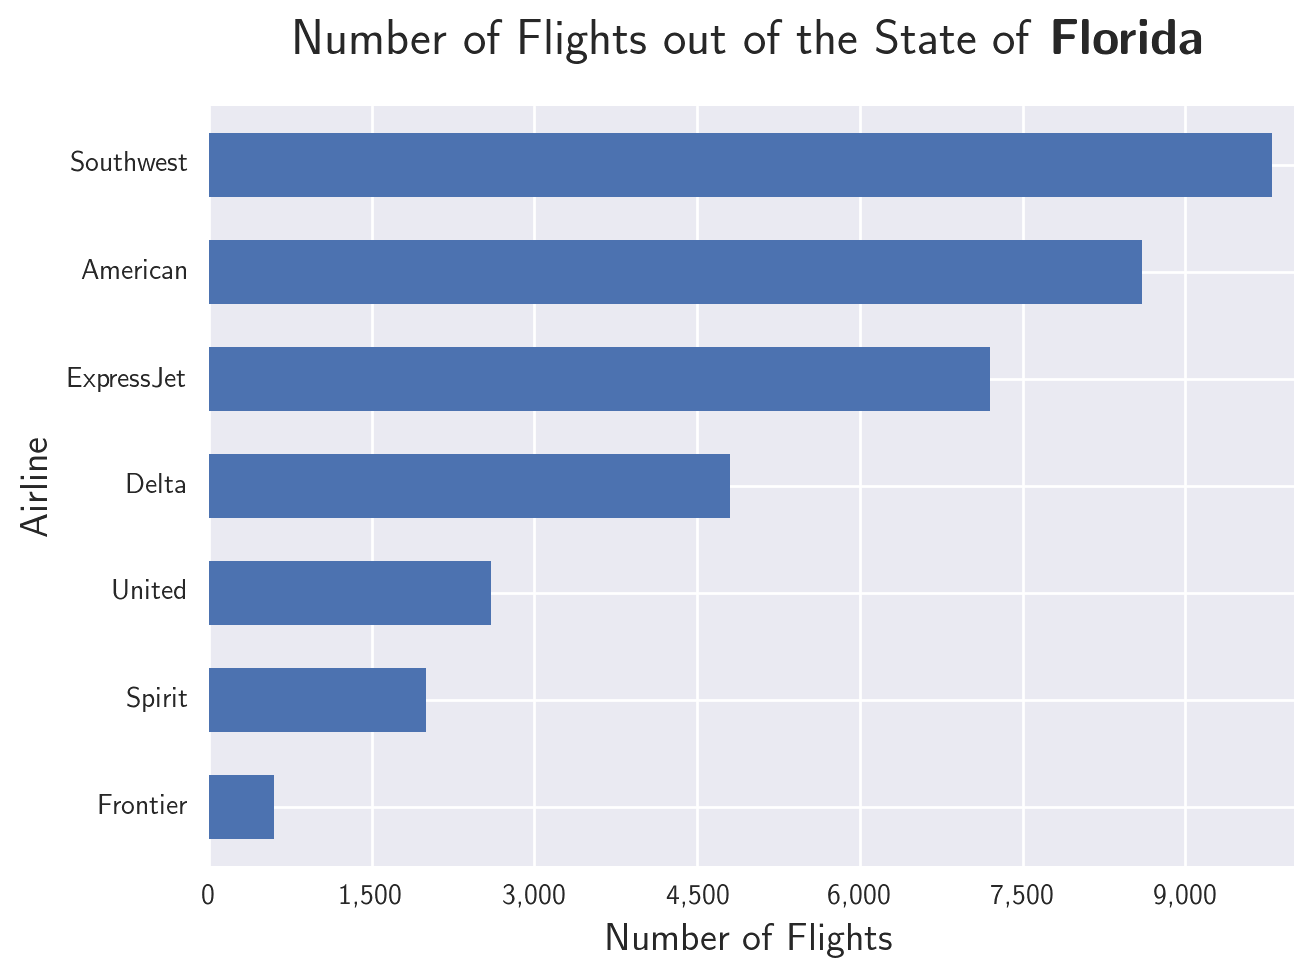 Number of Flights out of the State of Florida
Southwest
American
ExpressJet
Delta
United
Spirit
Frontier
Airline
0 1,500 3,000 4,500 6,000 7,500 9,000
Number of Flights